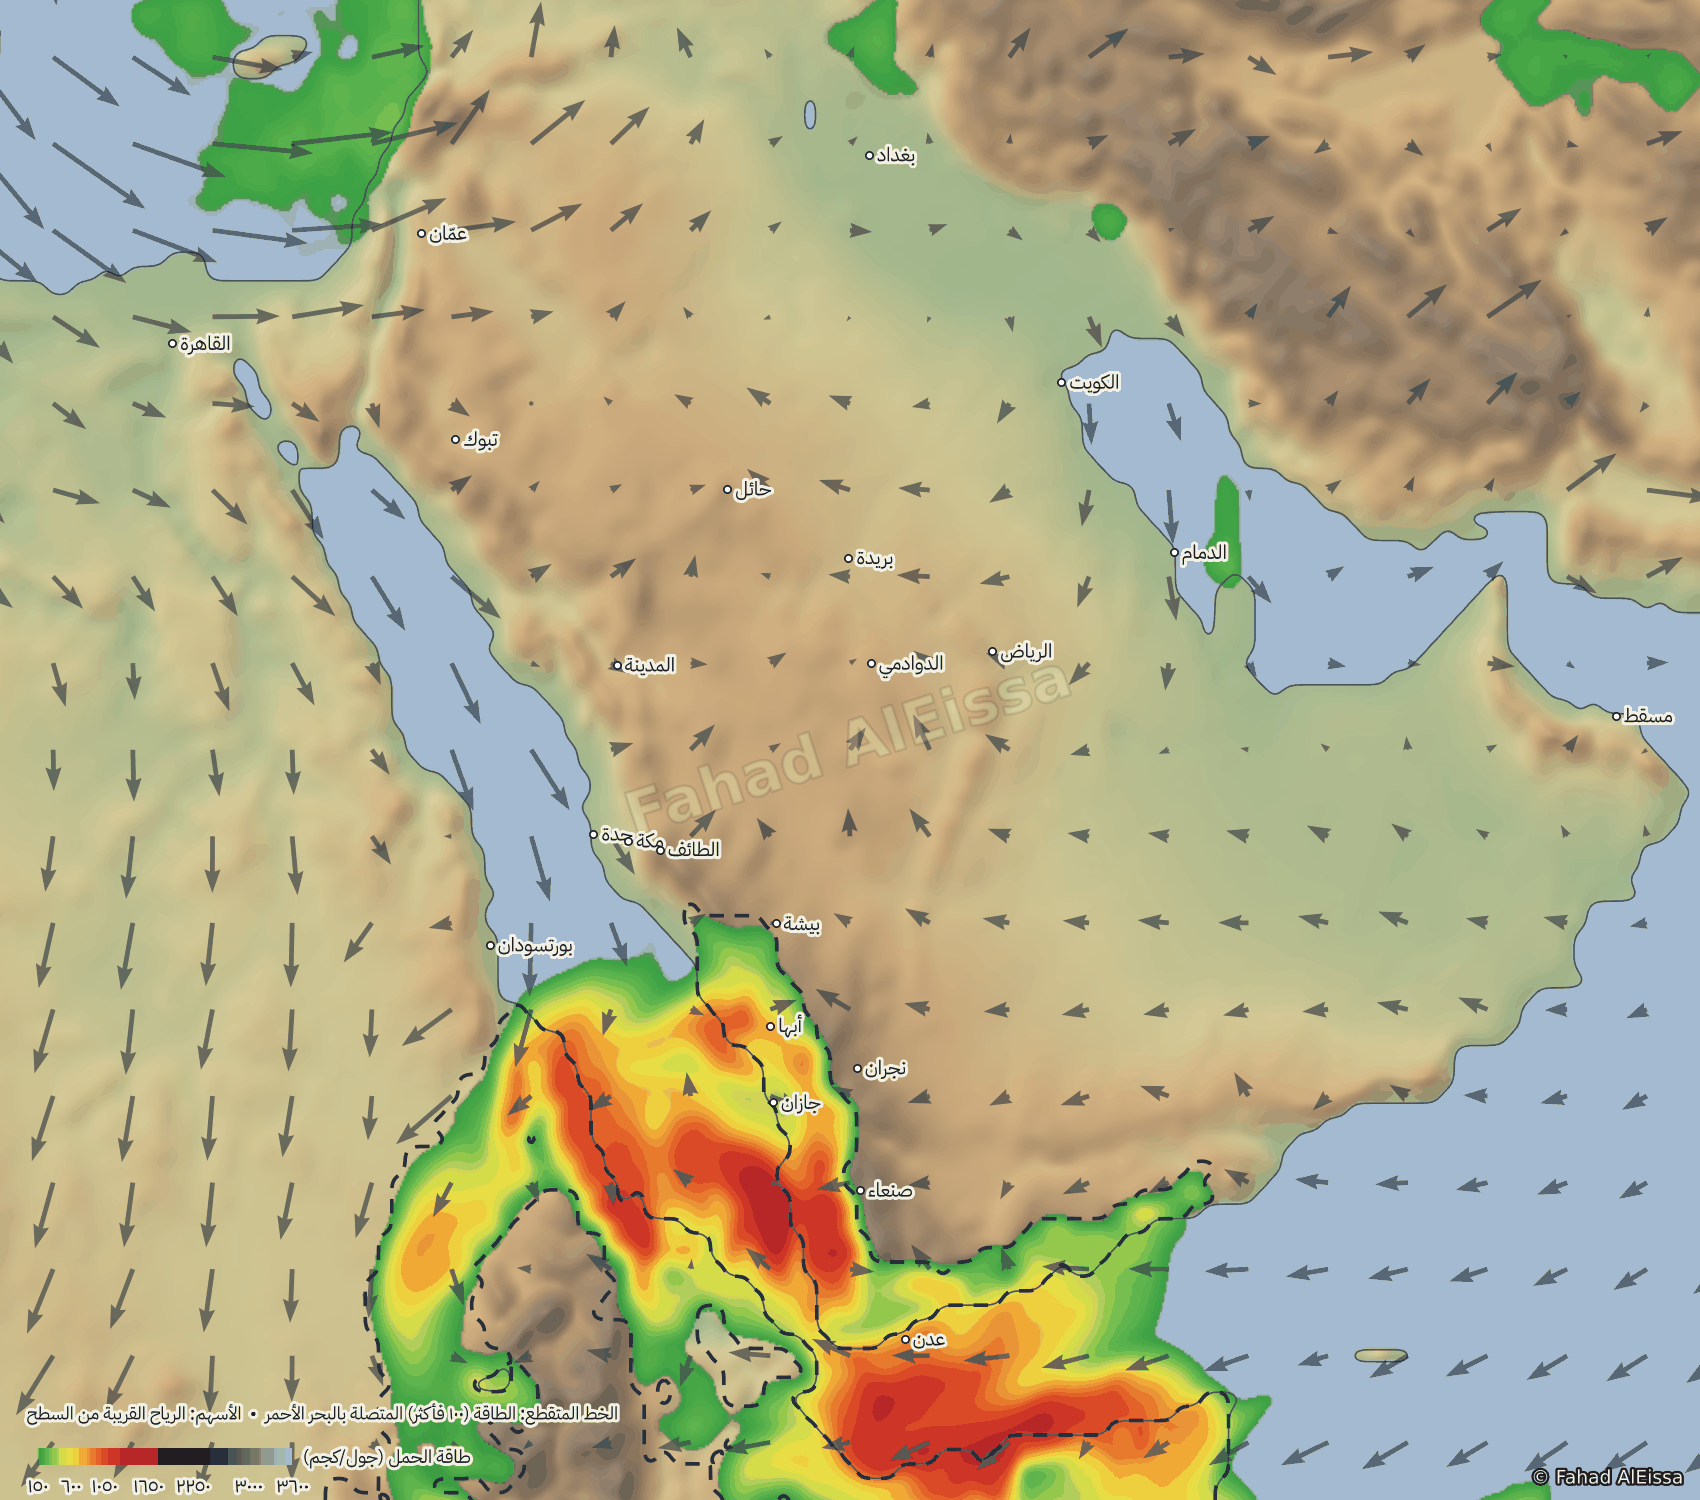 بغداد
عمّان
القاهرة
الكويت
تبوك
حائل
الدمام
بريدة
الرياض
الدوادمي
المدينة
مسقط
Fahad AlEissa
جدة
مكة
الطائف
بيشة
بورتسودان
أبها
نجران
جازان
صنعاء
عدن
الخط المتقطع: الطاقة (١٠٠ فأكثر) المتصلة بالبحر الأحمر • الأسهم: الرياح القريبة من السطح
طاقة الحمل (جول/كجم)
١٥٠ ٦٠٠ ١٠٥٠ ١٦٥٠ ٢٢٥٠ ٣٠٠٠ ٣٦٠٠
© Fahad AlEissa